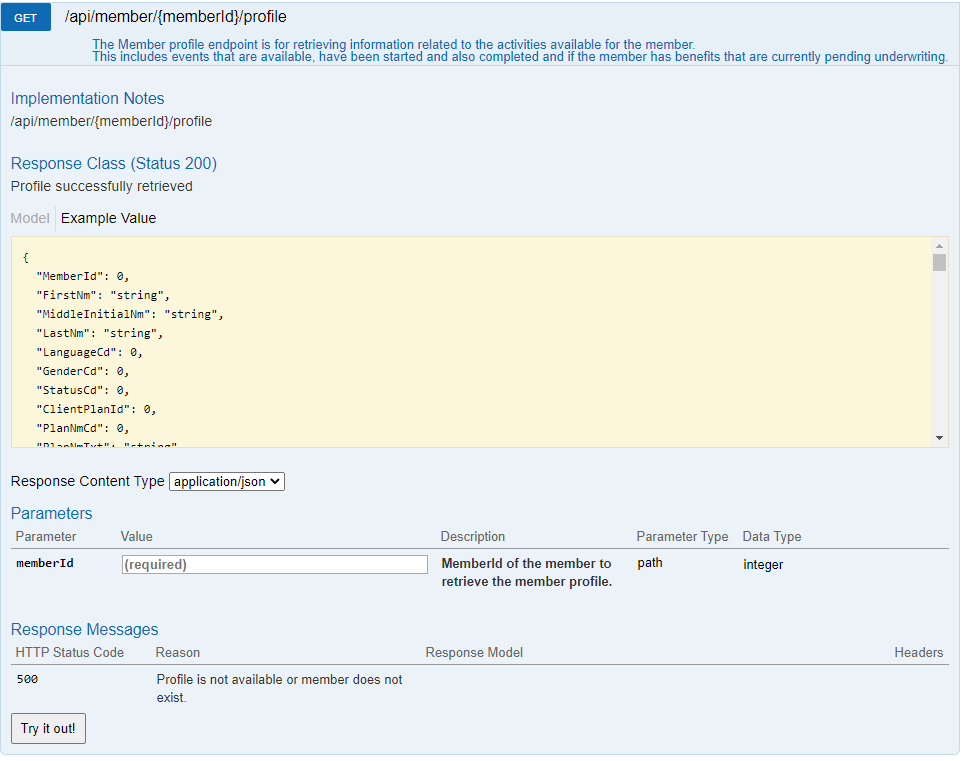 GET /api/member/{memberId}/profile
The Member profile endpoint is for retrieving information related to the activities available for the member.
This includes events that are available, have been started and also completed and if the member has benefits that are currently pending underwriting.
Implementation Notes
/api/member/{memberId}/profile
Response Class (Status 200)
Profile successfully retrieved
Model Example Value
{
"MemberId": 0,
"FirstNm": "string",
"MiddleInitialNm": "string",
"LastNm": "string",
"LanguageCd": 0,
"GenderCd": 0,
"StatusCd": 0,
"ClientPlanId": 0,
"PlanNmCd": 0,
"PlanNmTxt": "string"
Response Content Type application/json
Parameters
Parameter Value Description Parameter Type Data Type
memberId (required) MemberId of the member to path integer
retrieve the member profile.
Response Messages
HTTP Status Code Reason Response Model Headers
500 Profile is not available or member does not
exist.
Try it out!